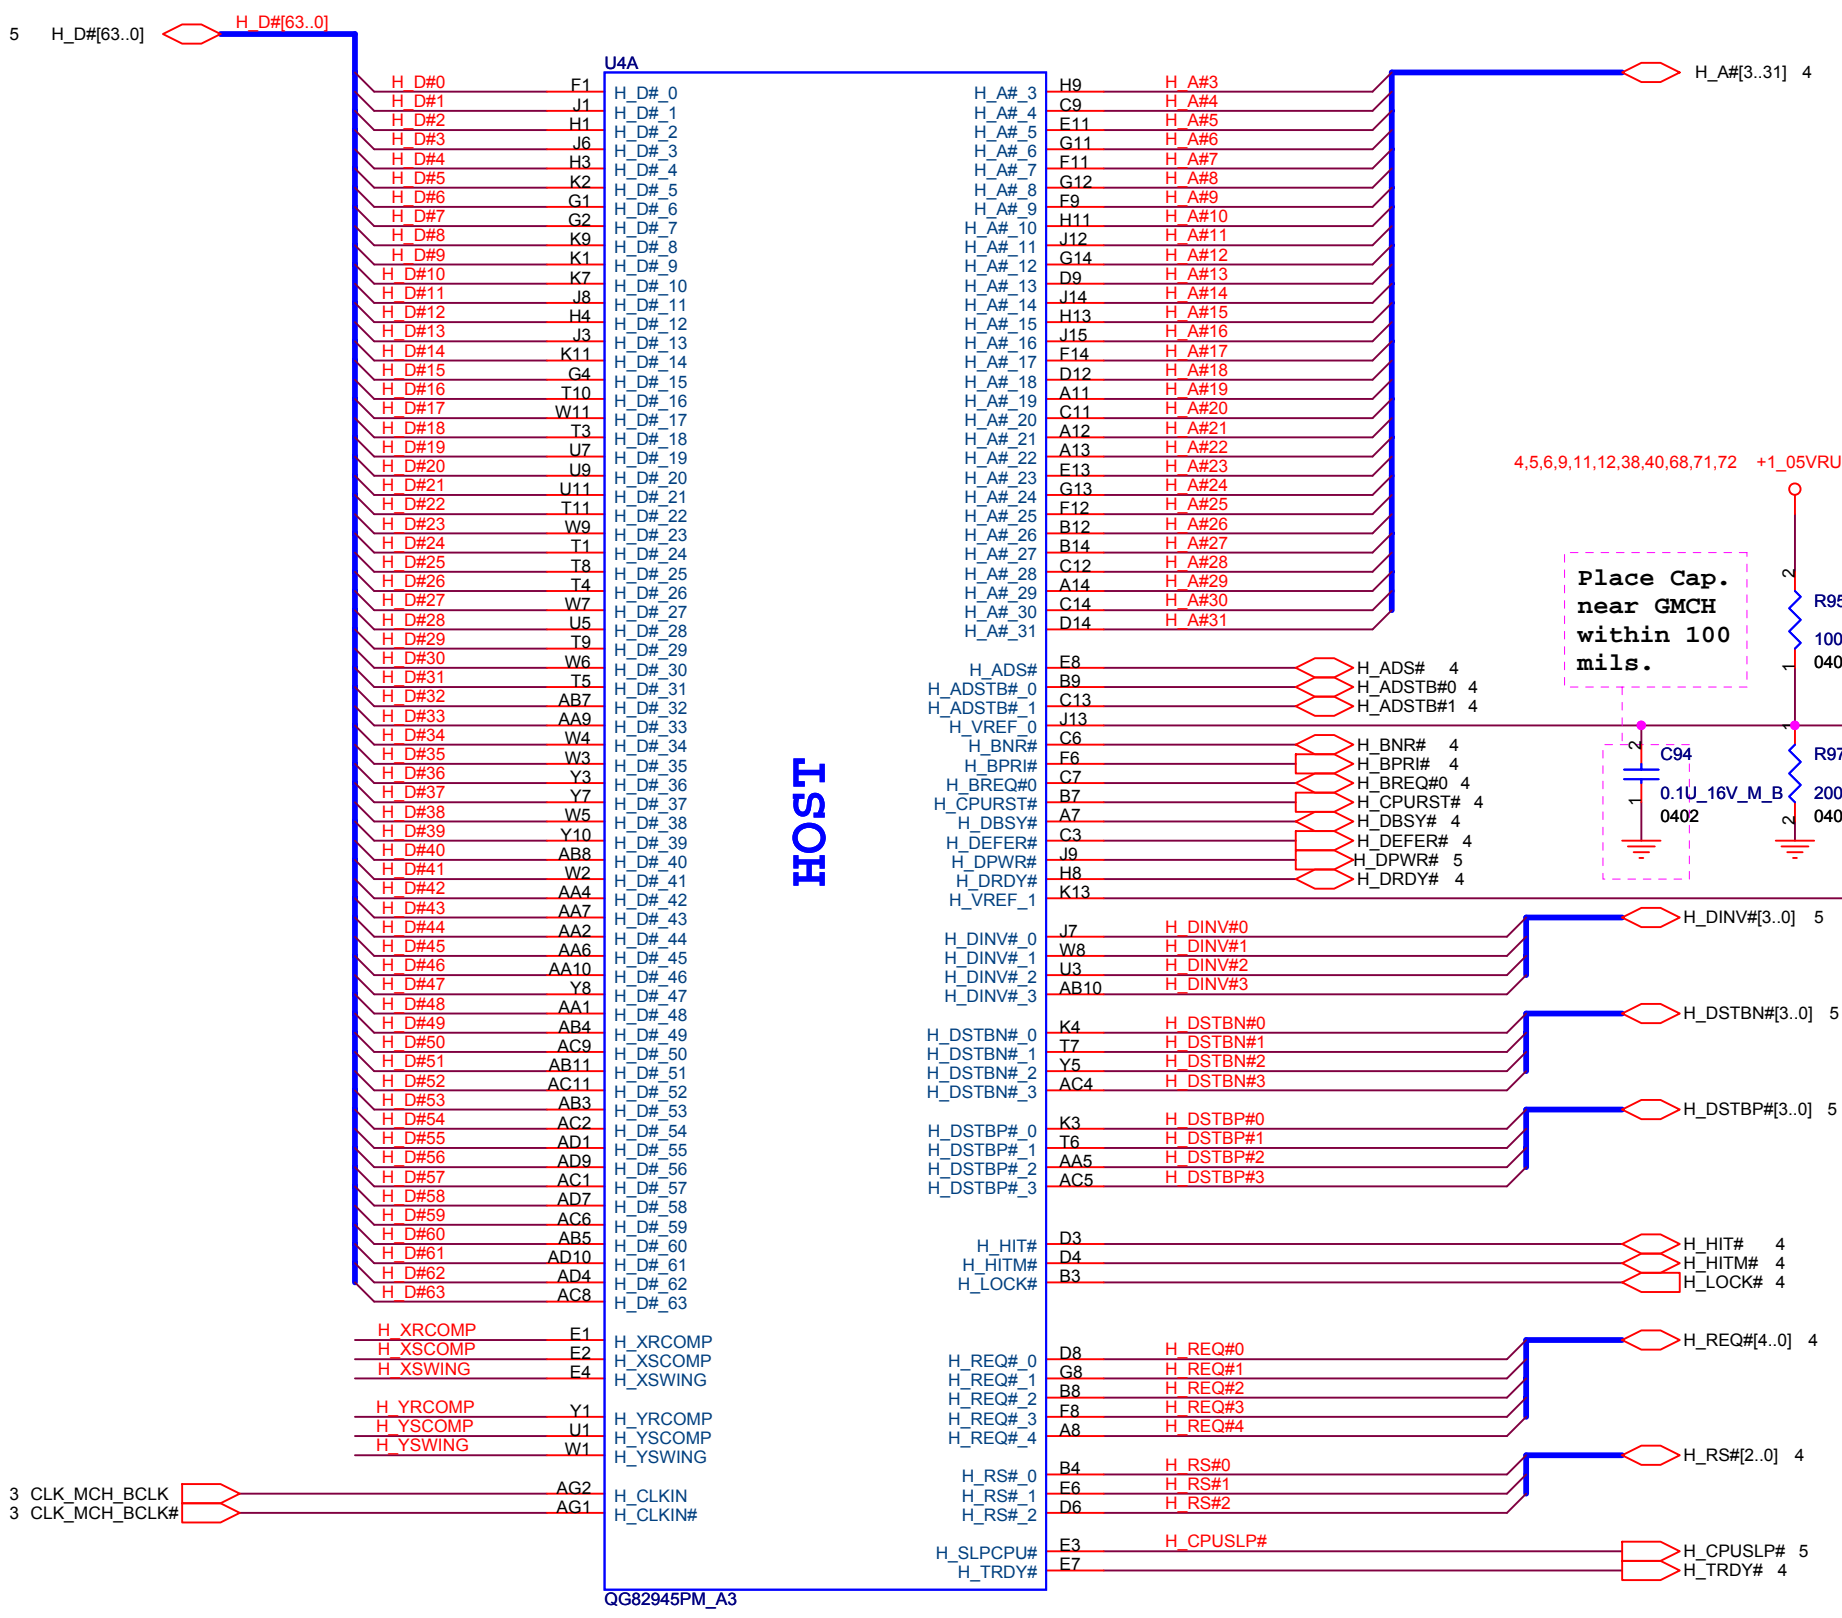 5 H_D#[63..0] H_D#[63..0]
U4A
H_A#[3..31] 4
H_D#0 F1 H_D#_0 H_A#_3 H9 H_A#3
H_D#1 J1 H_D#_1 H_A#_4 C9 H_A#4
H_D#2 H1 H_D#_2 H_A#_5 E11 H_A#5
H_D#3 J6 H_D#_3 H_A#_6 G11 H_A#6
H_D#4 H3 H_D#_4 H_A#_7 F11 H_A#7
H_D#5 K2 H_D#_5 H_A#_8 G12 H_A#8
H_D#6 G1 H_D#_6 H_A#_9 F9 H_A#9
H_D#7 G2 H_D#_7 H_A#_10 H11 H_A#10
H_D#8 K9 H_D#_8 H_A#_11 J12 H_A#11
H_D#9 K1 H_D#_9 H_A#_12 G14 H_A#12
H_D#10 K7 H_D#_10 H_A#_13 D9 H_A#13
H_D#11 J8 H_D#_11 H_A#_14 J14 H_A#14
H_D#12 H4 H_D#_12 H_A#_15 H13 H_A#15
H_D#13 J3 H_D#_13 H_A#_16 J15 H_A#16
H_D#14 K11 H_D#_14 H_A#_17 F14 H_A#17
H_D#15 G4 H_D#_15 H_A#_18 D12 H_A#18
H_D#16 T10 H_D#_16 H_A#_19 A11 H_A#19
H_D#17 W11 H_D#_17 H_A#_20 C11 H_A#20
H_D#18 T3 H_D#_18 H_A#_21 A12 H_A#21
H_D#19 U7 H_D#_19 H_A#_22 A13 H_A#22
H_D#20 U9 H_D#_20 H_A#_23 E13 H_A#23
4,5,6,9,11,12,38,40,68,71,72 +1_05VRU
H_D#21 U11 H_D#_21 H_A#_24 G13 H_A#24
H_D#22 T11 H_D#_22 H_A#_25 F12 H_A#25
H_D#23 W9 H_D#_23 H_A#_26 B12 H_A#26
H_D#24 T1 H_D#_24 H_A#_27 B14 H_A#27
H_D#25 T8 H_D#_25 H_A#_28 C12 H_A#28
H_D#26 T4 H_D#_26 H_A#_29 A14 H_A#29
H_D#27 W7 H_D#_27 H_A#_30 C14 H_A#30
H_D#28 U5 H_D#_28 H_A#_31 D14 H_A#31
Place Cap.
near GMCH
within 100
mils.
2
R95
100
040
1
H_D#29 T9 H_D#_29
H_D#30 W6 H_D#_30 H_ADS# E8 H_ADS# 4
H_D#31 T5 H_D#_31 H_ADSTB#_0 B9 H_ADSTB#0 4
H_D#32 AB7 H_D#_32 H_ADSTB#_1 C13 H_ADSTB#1 4
H_D#33 AA9 H_D#_33 H_VREF_0 J13
H_D#34 W4 H_D#_34 H_BNR# C6 H_BNR# 4
H_D#35 W3 H_D#_35 H_BPRI# F6 H_BPRI# 4
H_D#36 Y3 H_D#_36 H_BREQ#0 C7 H_BREQ#0 4
H_D#37 Y7 H_D#_37 H_CPURST# B7 H_CPURST# 4
H_D#38 W5 H_D#_38 H_DBSY# A7 H_DBSY# 4
H_D#39 Y10 H_D#_39 H_DEFER# C3 H_DEFER# 4
H_D#40 AB8 H_D#_40 H_DPWR# J9 H_DPWR# 5
H_D#41 W2 H_D#_41 H_DRDY# H8 H_DRDY# 4
H_D#42 AA4 H_D#_42 H_VREF_1 K13
2 C94
0.1U_16V_M_B
1 0402
1 R97
200
2 040
HOST
H_D#43 AA7 H_D#_43 H_DINV#[3..0] 5
H_D#44 AA2 H_D#_44 H_DINV#_0 J7 H_DINV#0
H_D#45 AA6 H_D#_45 H_DINV#_1 W8 H_DINV#1
H_D#46 AA10 H_D#_46 H_DINV#_2 U3 H_DINV#2
H_D#47 Y8 H_D#_47 H_DINV#_3 AB10 H_DINV#3
H_D#48 AA1 H_D#_48 H_DSTBN#[3..0] 5
H_D#49 AB4 H_D#_49 H_DSTBN#_0 K4 H_DSTBN#0
H_D#50 AC9 H_D#_50 H_DSTBN#_1 T7 H_DSTBN#1
H_D#51 AB11 H_D#_51 H_DSTBN#_2 Y5 H_DSTBN#2
H_D#52 AC11 H_D#_52 H_DSTBN#_3 AC4 H_DSTBN#3
H_D#53 AB3 H_D#_53 H_DSTBP#[3..0] 5
H_D#54 AC2 H_D#_54 H_DSTBP#_0 K3 H_DSTBP#0
H_D#55 AD1 H_D#_55 H_DSTBP#_1 T6 H_DSTBP#1
H_D#56 AD9 H_D#_56 H_DSTBP#_2 AA5 H_DSTBP#2
H_D#57 AC1 H_D#_57 H_DSTBP#_3 AC5 H_DSTBP#3
H_D#58 AD7 H_D#_58
H_D#59 AC6 H_D#_59
H_D#60 AB5 H_D#_60 H_HIT# D3 H_HIT# 4
H_D#61 AD10 H_D#_61 H_HITM# D4 H_HITM# 4
H_D#62 AD4 H_D#_62 H_LOCK# B3 H_LOCK# 4
H_D#63 AC8 H_D#_63
H_XRCOMP E1 H_XRCOMP H_REQ#[4..0] 4
H_XSCOMP E2 H_XSCOMP H_REQ#_0 D8 H_REQ#0
H_XSWING E4 H_XSWING H_REQ#_1 G8 H_REQ#1
H_REQ#_2 B8 H_REQ#2
H_YRCOMP Y1 H_YRCOMP H_REQ#_3 F8 H_REQ#3
H_YSCOMP U1 H_YSCOMP H_REQ#_4 A8 H_REQ#4
H_YSWING W1 H_YSWING H_RS#[2..0] 4
H_RS#_0 B4 H_RS#0
3 CLK_MCH_BCLK AG2 H_CLKIN H_RS#_1 E6 H_RS#1
3 CLK_MCH_BCLK# AG1 H_CLKIN# H_RS#_2 D6 H_RS#2
H_SLPCPU# E3 H_CPUSLP# H_CPUSLP# 5
H_TRDY# E7 H_TRDY# 4
QG82945PM_A3